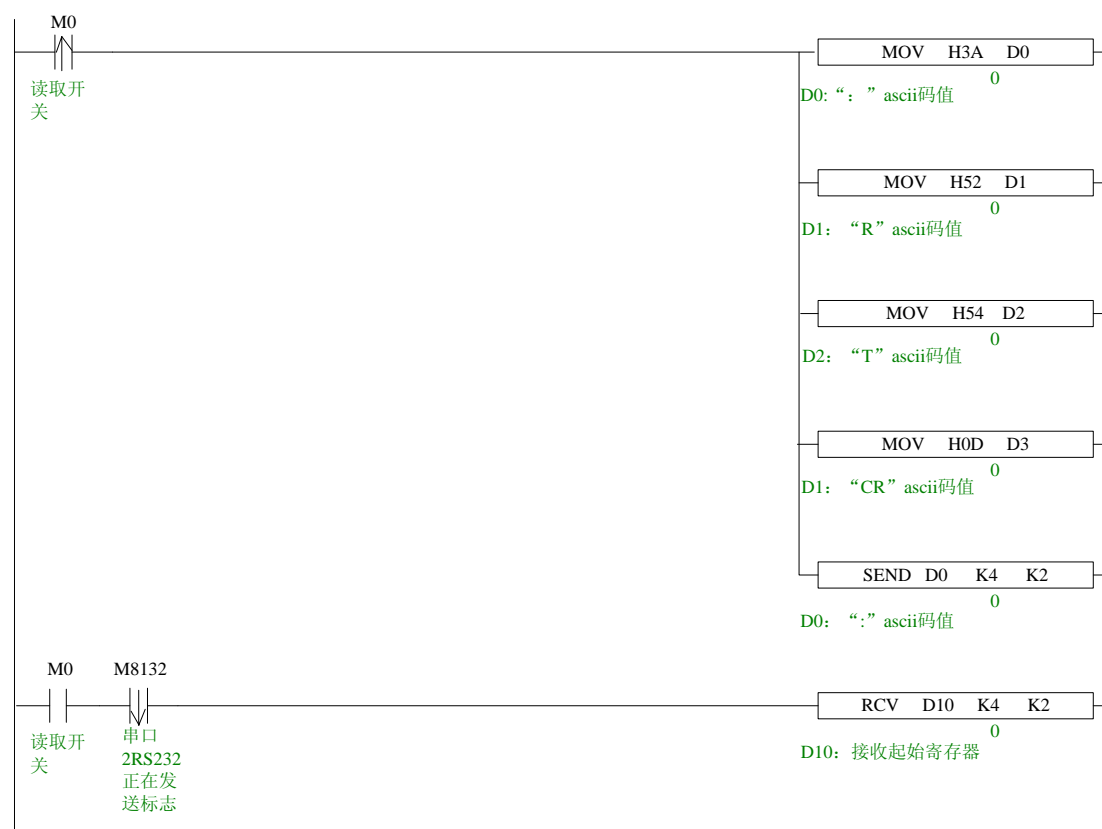 M0
MOV H3A D0
读取开
关
0
D0:“：”ascii码值
MOV H52 D1
0
D1：“R”ascii码值
MOV H54 D2
0
D2：“T”ascii码值
MOV H0D D3
0
D1：“CR”ascii码值
SEND D0 K4 K2
0
D0：“:”ascii码值
M0 M8132
RCV D10 K4 K2
读取开
关
串口
2RS232
正在发
送标志
0
D10：接收起始寄存器